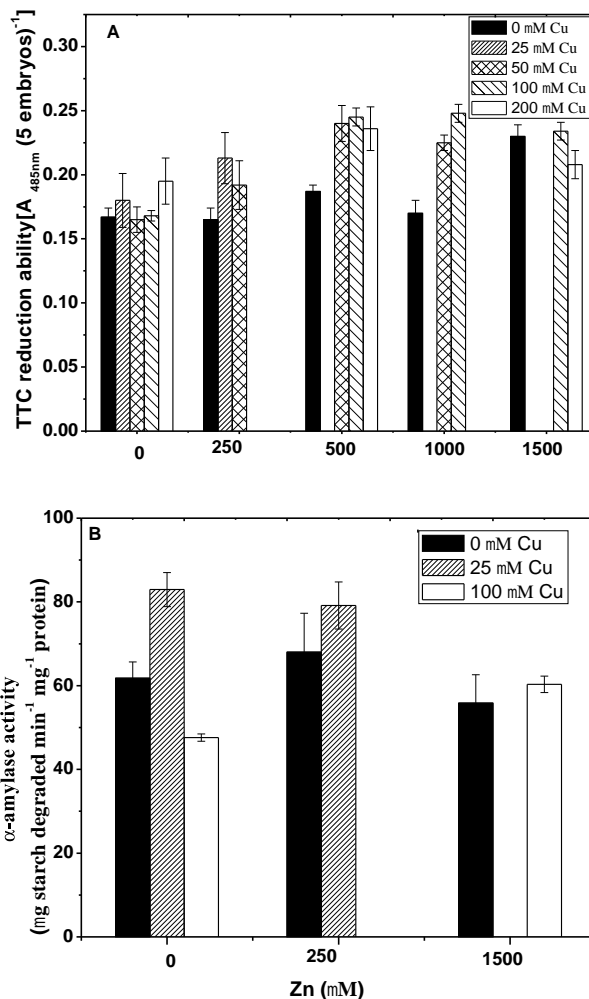 A
0.30
0.25
0.20
0.15
0.10
0.05
0.00
TTC reduction ability[A 485nm (5 embryos)⁻¹]
0 mM Cu
25 mM Cu
50 mM Cu
100 mM Cu
200 mM Cu
0 250 500 1000 1500
B
100
80
60
40
20
0
α-amylase activity
(mg starch degraded min⁻¹ mg⁻¹ protein)
0 mM Cu
25 mM Cu
100 mM Cu
0 250 1500
Zn (mM)